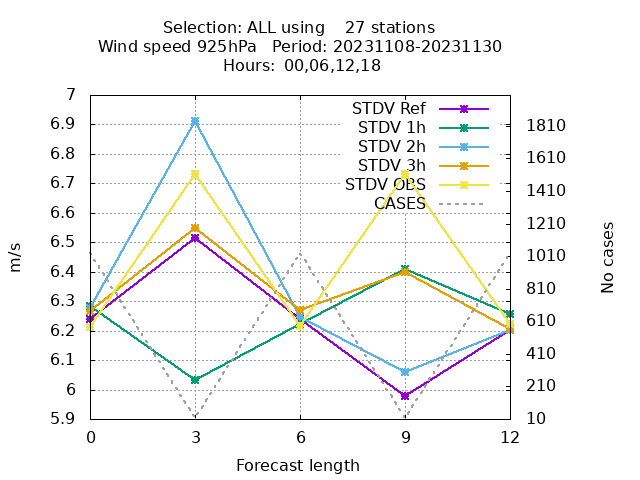 Selection: ALL using    27 stations
Wind speed 925hPa   Period: 20231108-20231130
Hours: 00,06,12,18
7
6.9
6.8
6.7
6.6
6.5
6.4
6.3
6.2
6.1
6
5.9
m/s
STDV Ref
STDV 1h
STDV 2h
STDV 3h
STDV OBS
CASES
1810
1610
1410
1210
1010
810
610
410
210
10
No cases
0 3 6 9 12
Forecast length